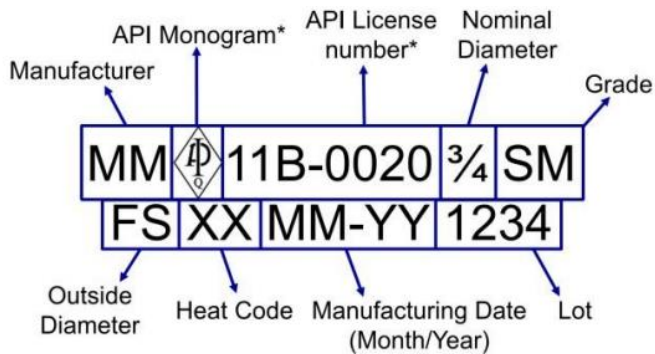 API Monogram*
API License
number*
Nominal
Diameter
Manufacturer
Grade
MM API Q 11B-0020 ¾ SM
FS XX MM-YY 1234
Outside
Diameter
Heat Code
Manufacturing Date
(Month/Year)
Lot